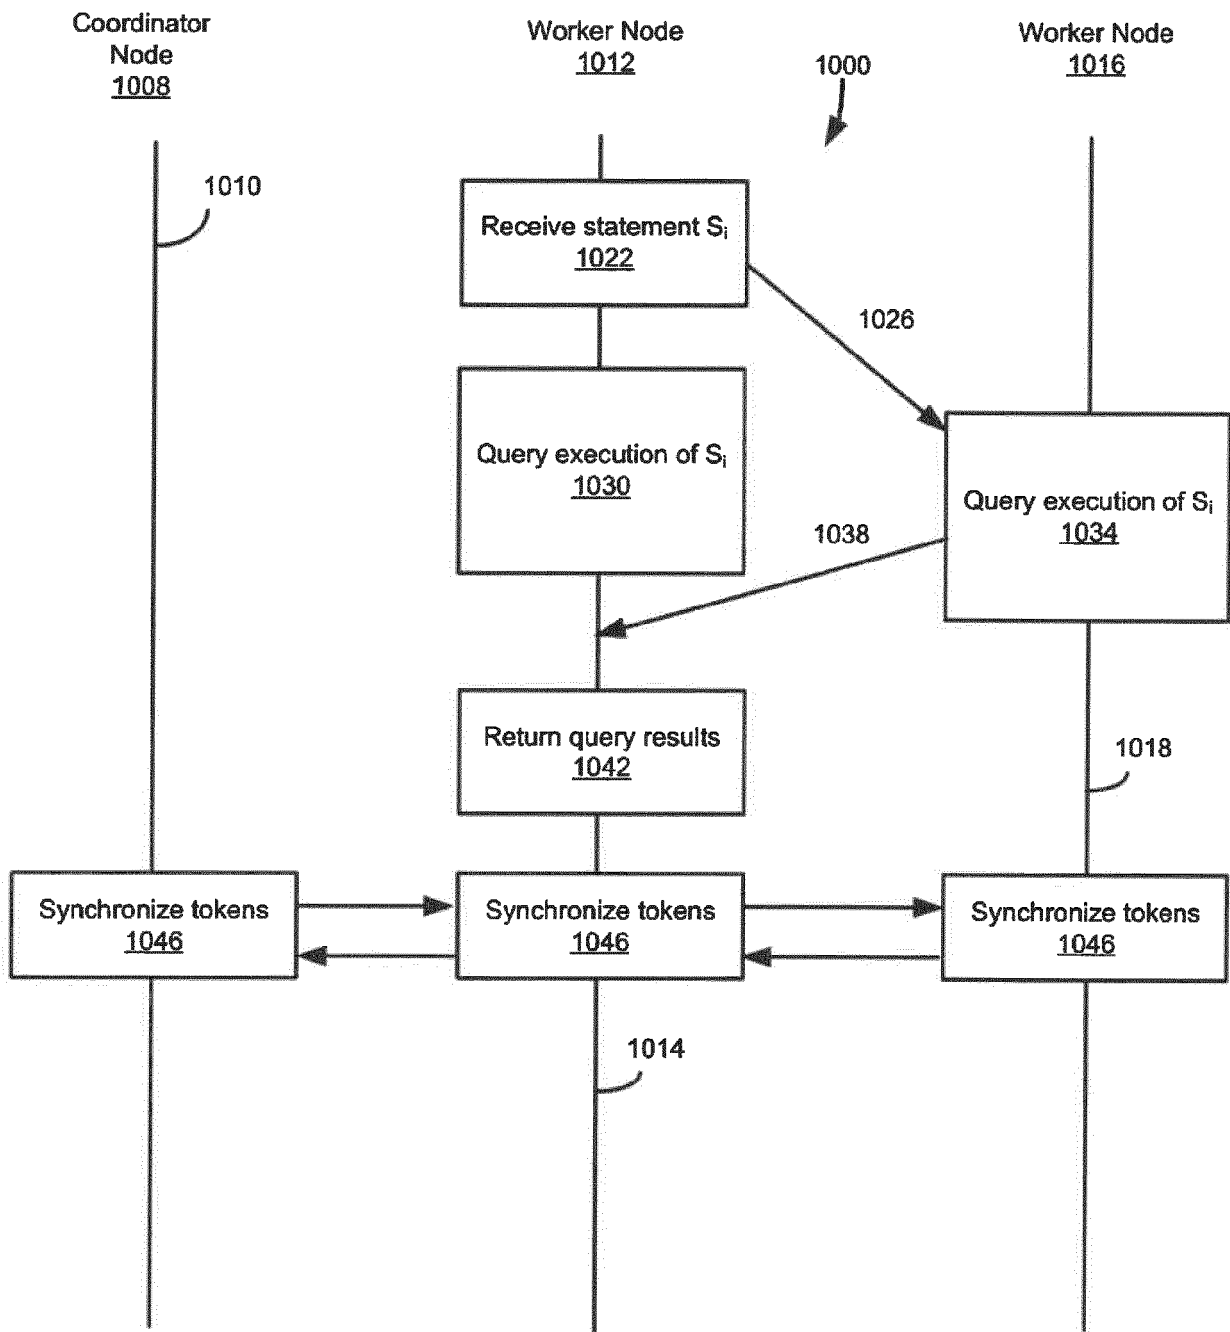 Coordinator
Node
1008
Worker Node
1012
1000
Worker Node
1016
1010
Receive statement Si
1022
1026
Query execution of Si
1030
Query execution of Si
1034
1038
Return query results
1042
1018
Synchronize tokens
1046
Synchronize tokens
1046
Synchronize tokens
1046
1014